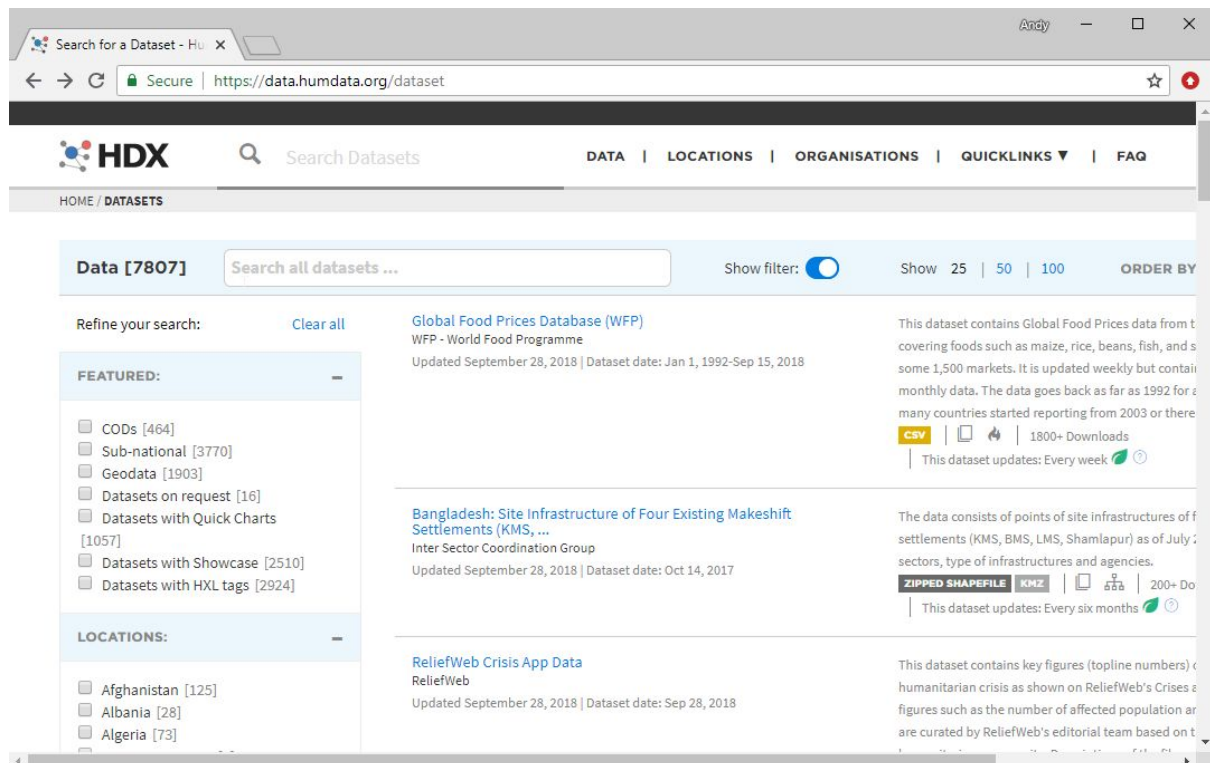 Andy
Search for a Dataset - Hu
Secure | https://data.humdata.org/dataset
HDX
Search Datasets
DATA | LOCATIONS | ORGANISATIONS | QUICKLINKS ▼ | FAQ
HOME / DATASETS
Data [7807]
Search all datasets ...
Show filter:
Show 25 | 50 | 100
ORDER BY
Refine your search:
Clear all
FEATURED:
CODs [464]
Sub-national [3770]
Geodata [1903]
Datasets on request [16]
Datasets with Quick Charts
[1057]
Datasets with Showcase [2510]
Datasets with HXL tags [2924]
LOCATIONS:
Afghanistan [125]
Albania [28]
Algeria [73]
Global Food Prices Database (WFP)
WFP - World Food Programme
Updated September 28, 2018 | Dataset date: Jan 1, 1992-Sep 15, 2018
This dataset contains Global Food Prices data from t
covering foods such as maize, rice, beans, fish, and s
some 1,500 markets. It is updated weekly but contai
monthly data. The data goes back as far as 1992 for a
many countries started reporting from 2003 or there
CSV | | 1800+ Downloads
| This dataset updates: Every week
Bangladesh: Site Infrastructure of Four Existing Makeshift
Settlements (KMS, ...
Inter Sector Coordination Group
Updated September 28, 2018 | Dataset date: Oct 14, 2017
The data consists of points of site infrastructures of f
settlements (KMS, BMS, LMS, Shamlapur) as of July 2
sectors, type of infrastructures and agencies.
ZIPPED SHAPEFILE KMZ | | 200+ Do
| This dataset updates: Every six months
ReliefWeb Crisis App Data
ReliefWeb
Updated September 28, 2018 | Dataset date: Sep 28, 2018
This dataset contains key figures (topline numbers)
humanitarian crisis as shown on ReliefWeb's Crises a
figures such as the number of affected population an
are curated by ReliefWeb's editorial team based on t